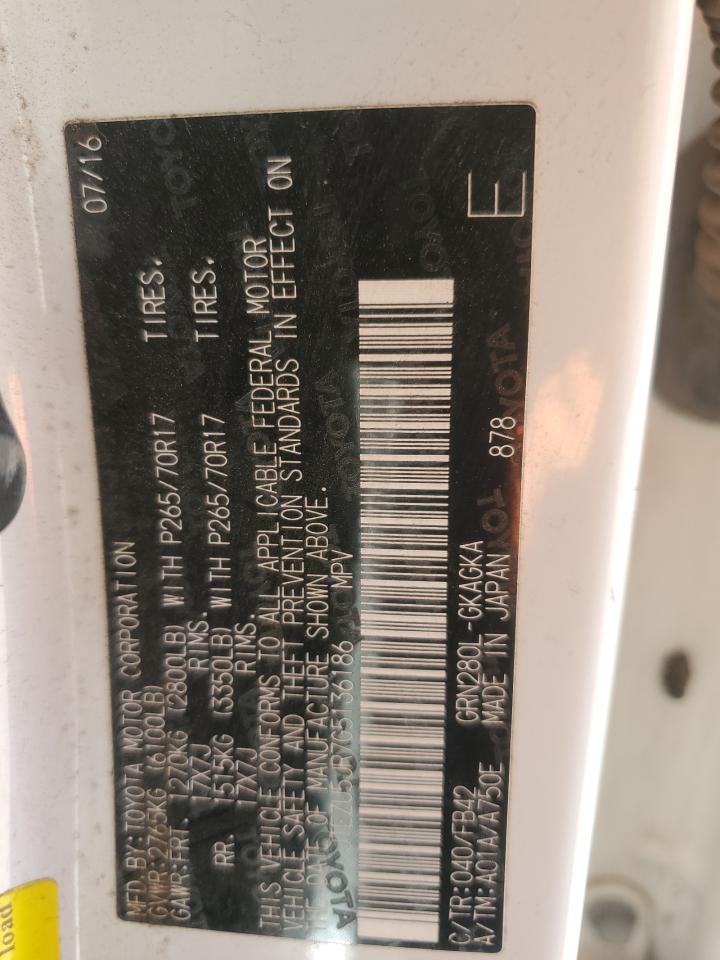 MFD.BY:TOYOTA MOTOR CORPORATION 07/16
GVWR:2765KG (6100LB)
GAWR:FRT. 1270KG (2800LB) WITH P265/70R17 TIRES.
17X7J RIMS.
RR. 1515KG (3350LB) WITH P265/70R17 TIRES.
17X7J RIMS.
THIS VEHICLE CONFORMS TO ALL APPLICABLE FEDERAL MOTOR
VEHICLE SAFETY AND THEFT PREVENTION STANDARDS IN EFFECT ON
THE DATE OF MANUFACTURE SHOWN ABOVE.
MPV
C/TR:040/FB42 GRN280L-GKAGKA
A/TM:A01A/A750E MADE IN JAPAN 878
E
TOYOTA
load